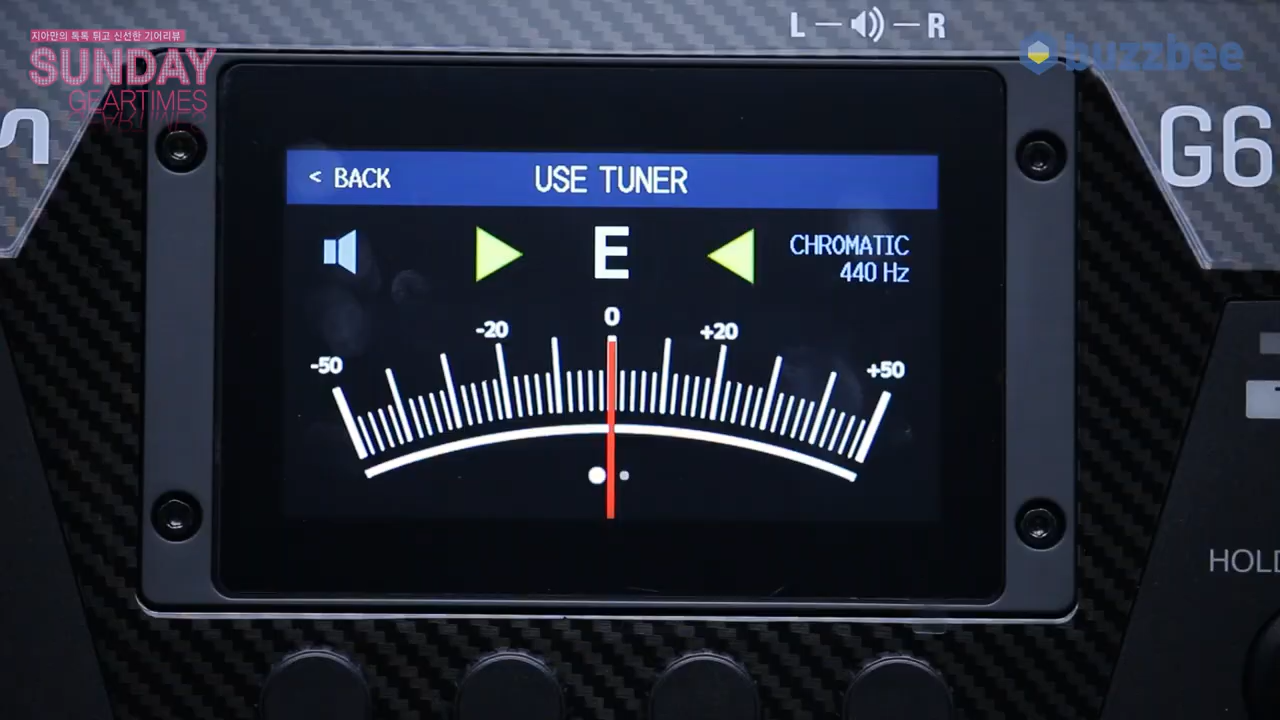 지아만의 톡톡 튀고 신선한 기어리뷰
SUNDAY
GEARTIMES
L R
buzzbee
G6
< BACK USE TUNER
E
CHROMATIC
440 Hz
-50 -20 0 +20 +50
HOLD